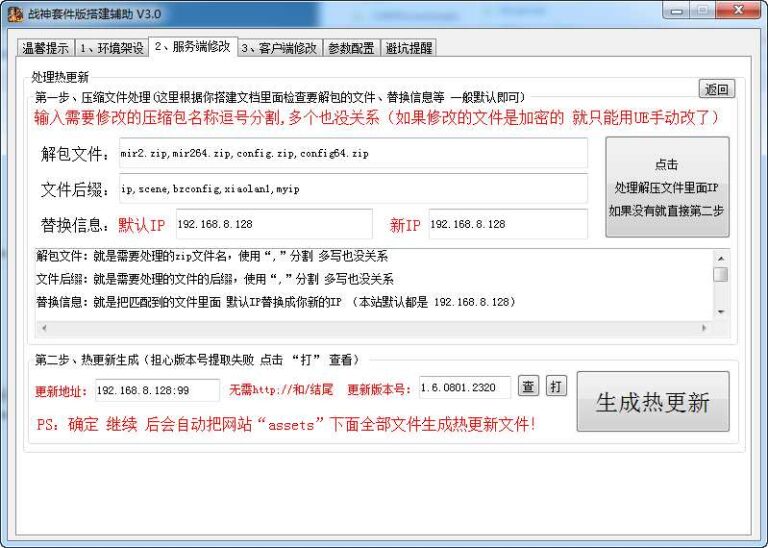 战神套件版搭建辅助 V3.0
温馨提示 1、环境架设 2、服务端修改 3、客户端修改 参数配置 避坑提醒
处理热更新
返回
第一步、压缩文件处理(这里根据你搭建文档里面检查要解包的文件、替换信息等 一般默认即可)
输入需要修改的压缩包名称逗号分割,多个也没关系（如果修改的文件是加密的 就只能用UE手动改了）
解包文件： mir2.zip,mir264.zip,config.zip,config64.zip
文件后缀： ip,scene,bzconfig,xiaolan1,myip
替换信息：默认IP 192.168.8.128 新IP 192.168.8.128
点击
处理解压文件里面IP
如果没有就直接第二步
解包文件：就是需要处理的zip文件名，使用“,”分割 多写也没关系
文件后缀：就是需要处理的文件的后缀，使用“,”分割 多写也没关系
替换信息：就是把匹配到的文件里面 默认IP替换成你新的IP （本站默认都是 192.168.8.128）
第二步、热更新生成（担心版本号提取失败 点击 “打” 查看）
更新地址： 192.168.8.128:99 无需http://和/结尾 更新版本号： 1.6.0801.2320 查 打
生成热更新
PS：确定 继续 后会自动把网站“assets”下面全部文件生成热更新文件！